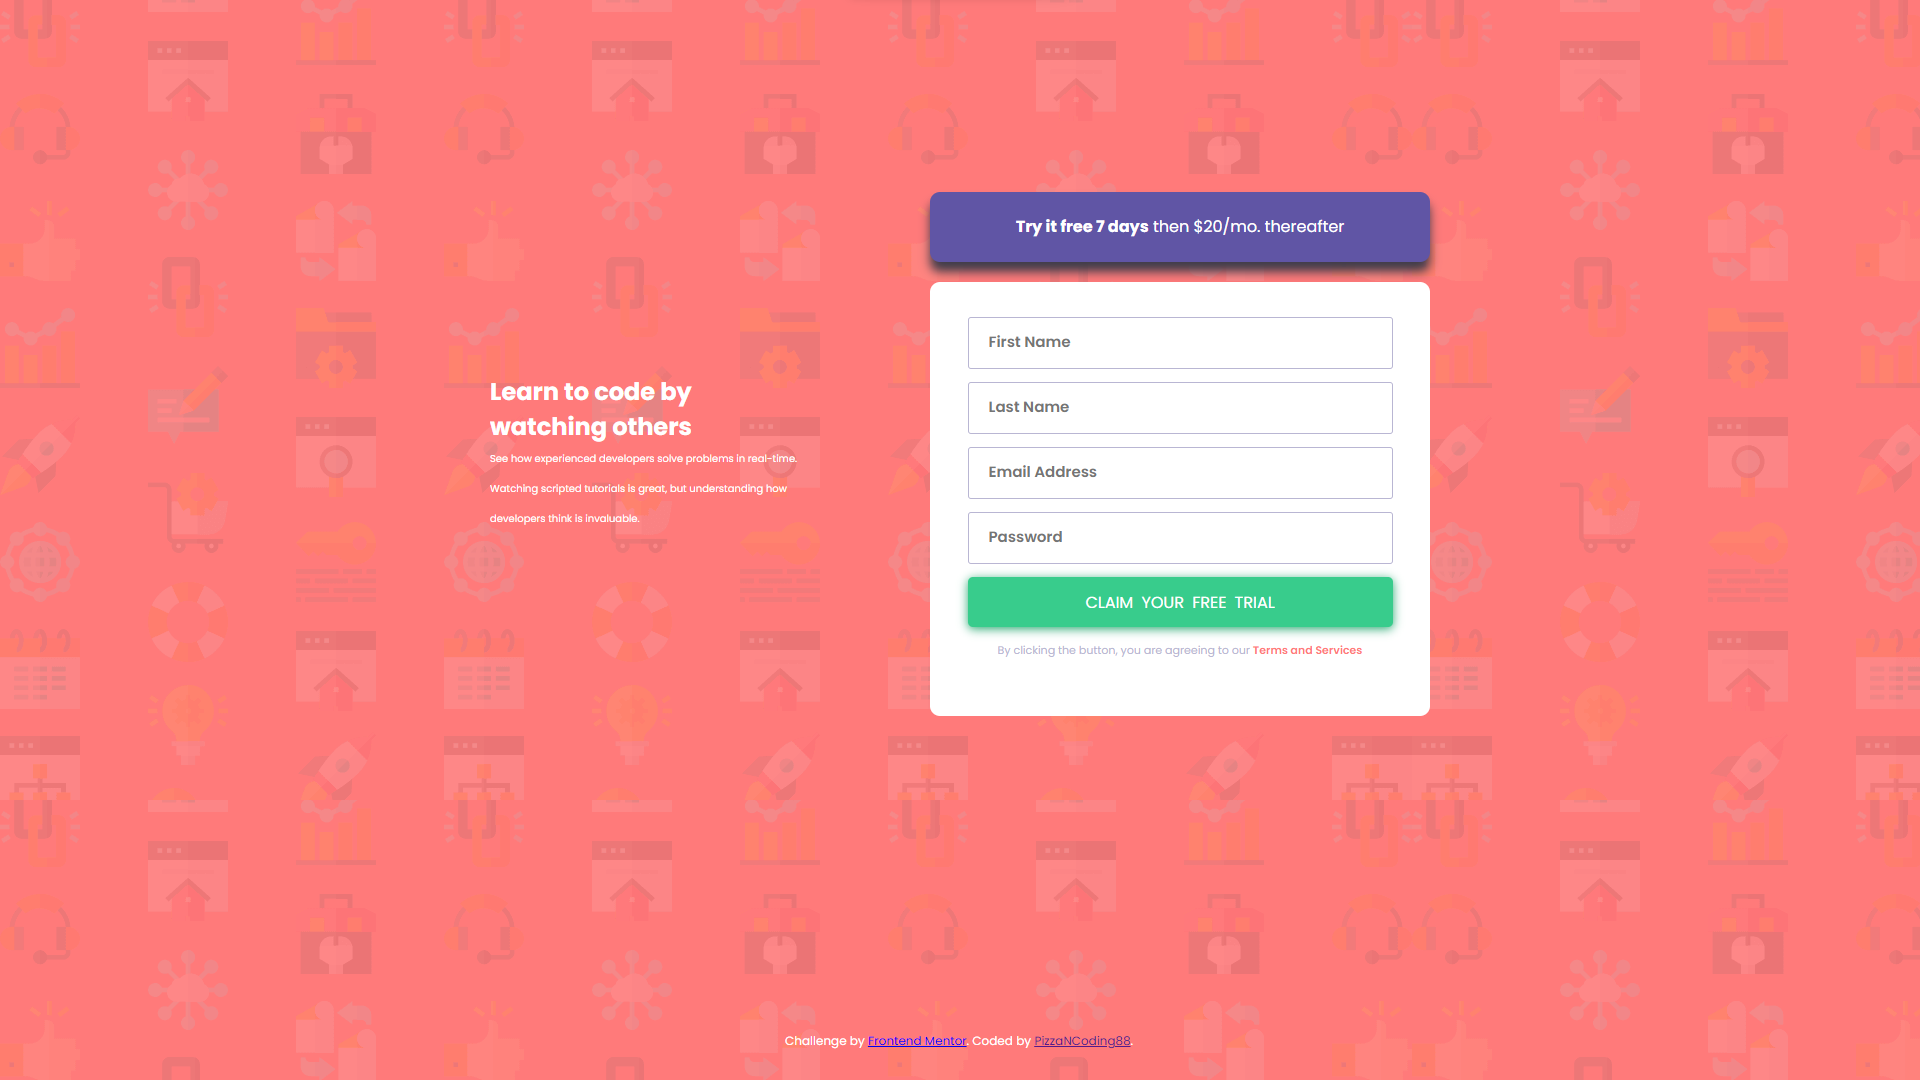 Try it free 7 days then $20/mo. thereafter
Learn to code by
watching others
See how experienced developers solve problems in real-time.
Watching scripted tutorials is great, but understanding how
developers think is invaluable.
First Name
Last Name
Email Address
Password
CLAIM YOUR FREE TRIAL
By clicking the button, you are agreeing to our Terms and Services
Challenge by Frontend Mentor. Coded by PizzaNCoding88.